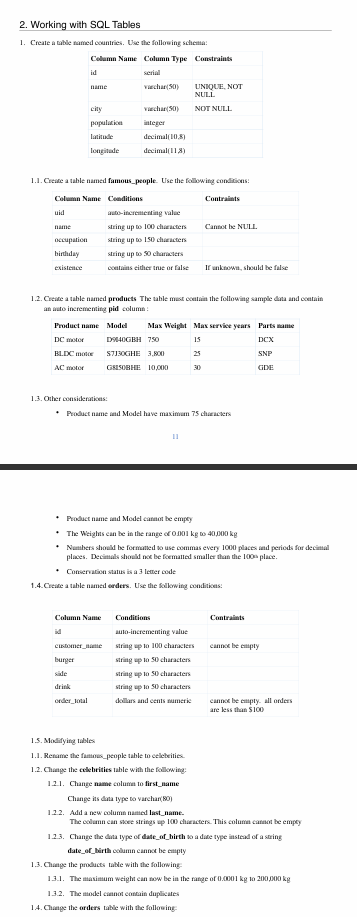 2. Working with SQL Tables
1. Create a table named countries. Use the following schema:
Column Name Column Type Constraints
id serial
name varchar(50) UNIQUE, NOT
NULL
city varchar(50) NOT NULL
population integer
latitude decimal(10,8)
longitude decimal(11,8)
1.1. Create a table named famous_people. Use the following conditions:
Column Name Conditions Contraints
uid auto-incrementing value
name string up to 100 characters Cannot be NULL
occupation string up to 150 characters
birthday string up to 50 characters
existence contains either true or false If unknown, should be false
1.2. Create a table named products The table must contain the following sample data and contain
an auto incrementing pid column :
Product name Model Max Weight Max service years Parts name
DC motor D9I40GBH 750 15 DCX
BLDC motor S7J30GHE 3,800 25 SNP
AC motor G8I50BHE 10,000 30 GDE
1.3. Other considerations:
• Product name and Model have maximum 75 characters
11
• Product name and Model cannot be empty
• The Weights can be in the range of 0.001 kg to 40,000 kg
• Numbers should be formatted to use commas every 1000 places and periods for decimal
places. Decimals should not be formatted smaller than the 100th place.
• Conservation status is a 3 letter code
1.4. Create a table named orders. Use the following conditions:
Column Name Conditions Contraints
id auto-incrementing value
customer_name string up to 100 characters cannot be empty
burger string up to 50 characters
side string up to 50 characters
drink string up to 50 characters
order_total dollars and cents numeric cannot be empty. all orders
are less than $100
1.5. Modifying tables
1.1. Rename the famous_people table to celebrities.
1.2. Change the celebrities table with the following:
1.2.1. Change name column to first_name
Change its data type to varchar(80)
1.2.2. Add a new column named last_name.
The column can store strings up 100 characters. This column cannot be empty
1.2.3. Change the data type of date_of_birth to a date type instead of a string
date_of_birth column cannot be empty
1.3. Change the products table with the following:
1.3.1. The maximum weight can now be in the range of 0.0001 kg to 200,000 kg
1.3.2. The model cannot contain duplicates
1.4. Change the orders table with the following: